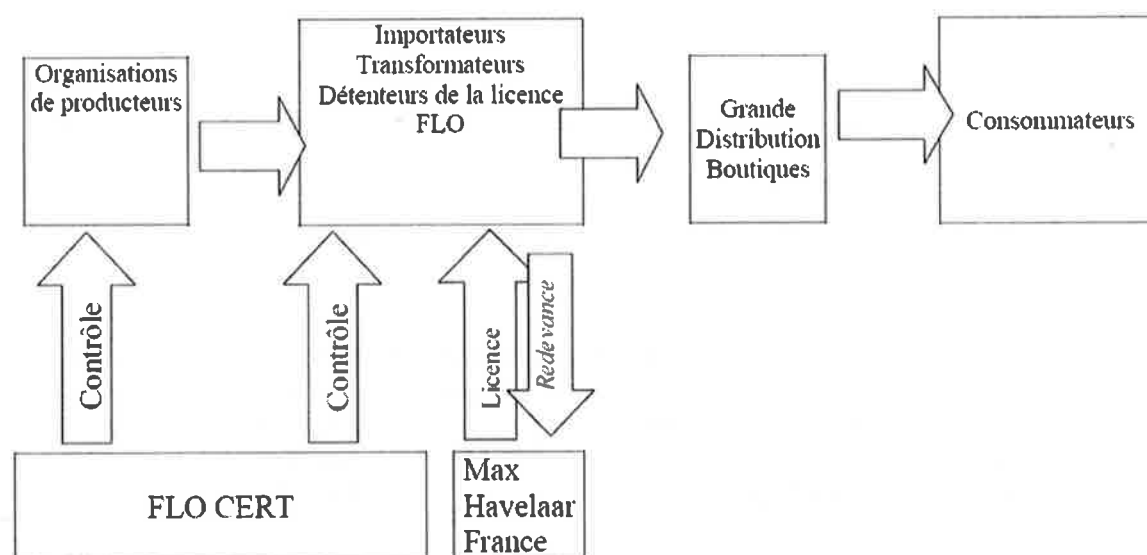 Organisations
de producteurs
Importateurs
Transformateurs
Détenteurs de la licence
FLO
Grande
Distribution
Boutiques
Consommateurs
Contrôle
Contrôle
Licence
Redevance
FLO CERT
Max
Havelaar
France